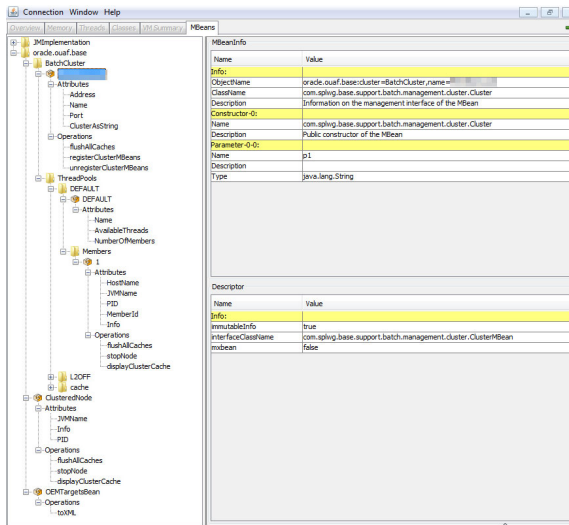 Connection Window Help
Overview Memory Threads Classes VM Summary MBeans
JMImplementation
oracle.ouaf.base
BatchCluster
Attributes
Address
Name
Port
ClusterAsString
Operations
flushAllCaches
registerClusterMBeans
unregisterClusterMBeans
ThreadPools
DEFAULT
DEFAULT
Attributes
Name
AvailableThreads
NumberOfMembers
Members
1
Attributes
HostName
JVMName
PID
MemberId
Info
Operations
flushAllCaches
stopNode
displayClusterCache
L2OFF
cache
ClusteredNode
Attributes
JVMName
Info
PID
Operations
flushAllCaches
stopNode
displayClusterCache
OEMTargetsBean
Operations
toXML
MBeanInfo
Name Value
Info:
ObjectName oracle.ouaf.base:cluster=BatchCluster,name=
ClassName com.splwg.base.support.batch.management.cluster.Cluster
Description Information on the management interface of the MBean
Constructor-0:
Name com.splwg.base.support.batch.management.cluster.Cluster
Description Public constructor of the MBean
Parameter-0-0:
Name p1
Description
Type java.lang.String
Descriptor
Name Value
Info:
immutableInfo true
interfaceClassName com.splwg.base.support.batch.management.cluster.ClusterMBean
mxbean false